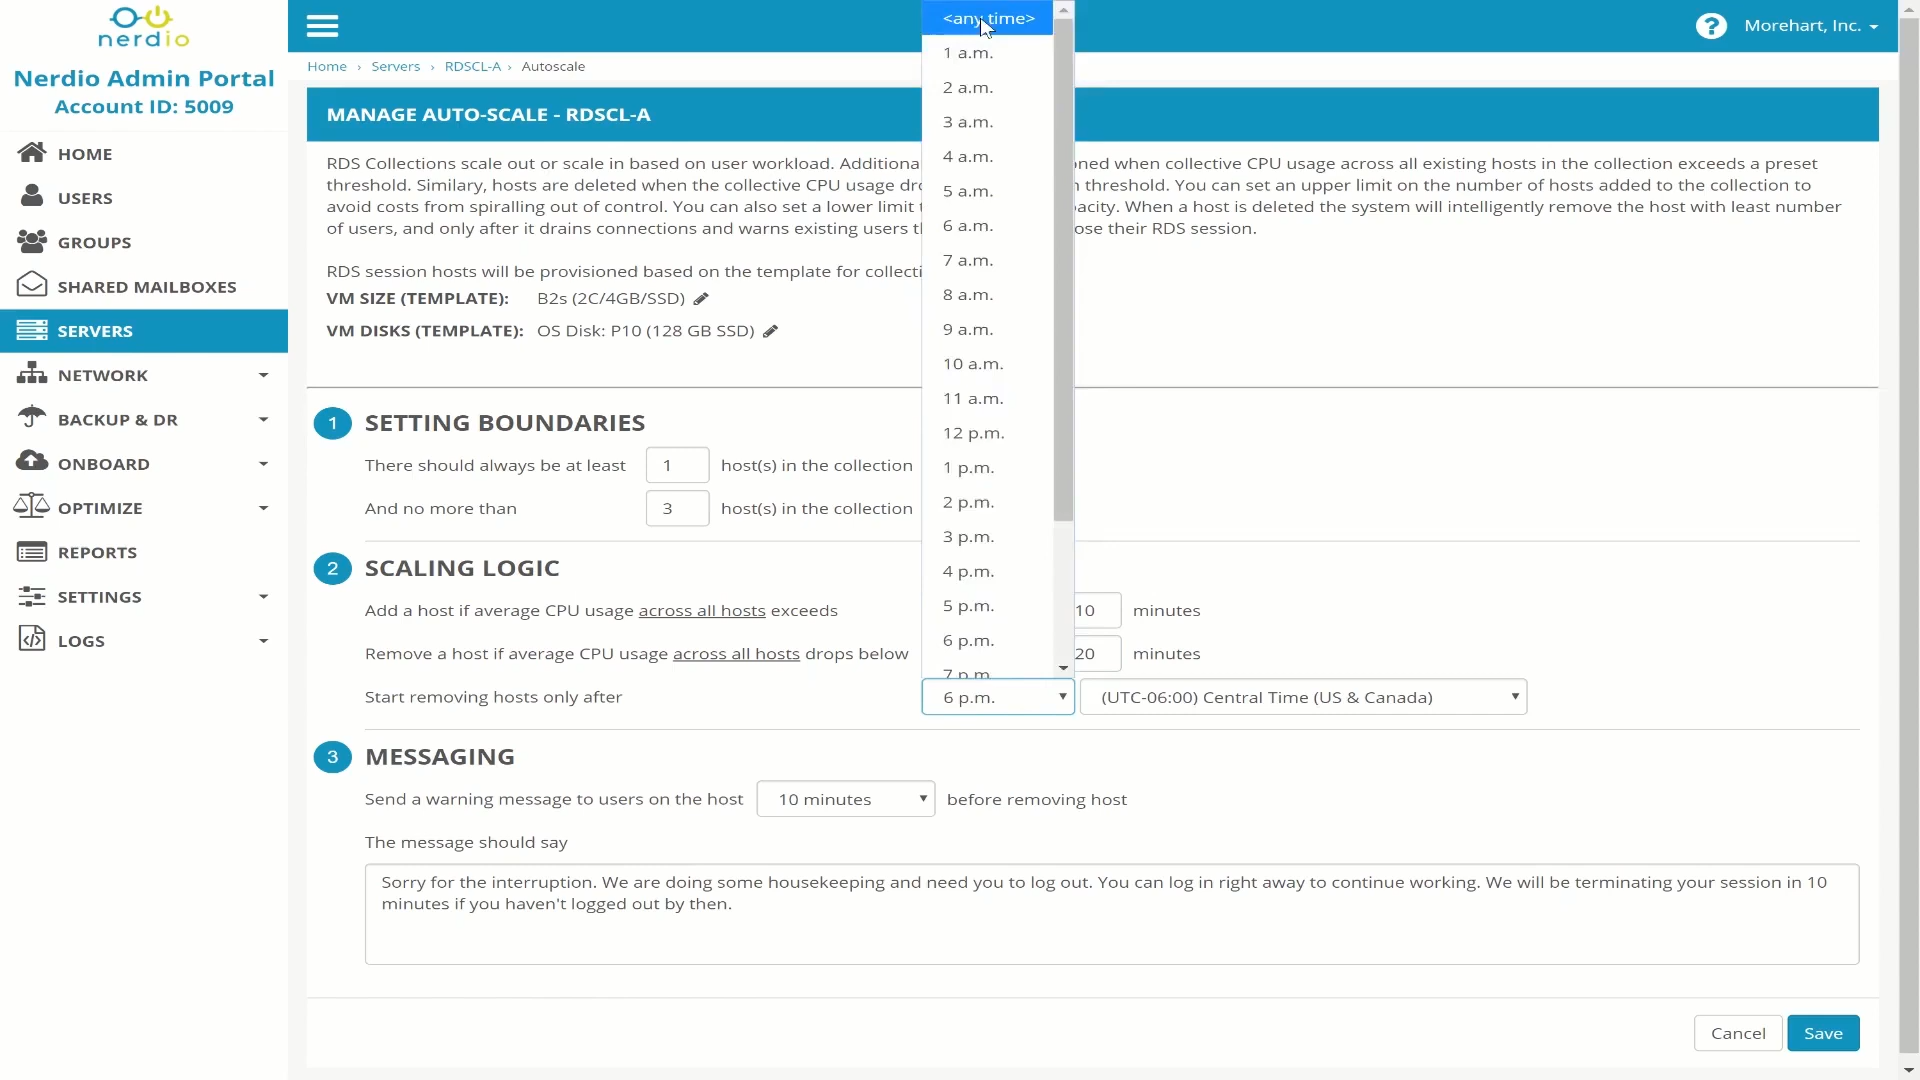 nerdio
Nerdio Admin Portal
Account ID: 5009
HOME
USERS
GROUPS
SHARED MAILBOXES
SERVERS
NETWORK
BACKUP & DR
ONBOARD
OPTIMIZE
REPORTS
SETTINGS
LOGS
? Morehart, Inc.
Home › Servers › RDSCL-A › Autoscale
MANAGE AUTO-SCALE - RDSCL-A
RDS Collections scale out or scale in based on user workload. Additiona ned when collective CPU usage across all existing hosts in the collection exceeds a preset
threshold. Similary, hosts are deleted when the collective CPU usage dro threshold. You can set an upper limit on the number of hosts added to the collection to
avoid costs from spiralling out of control. You can also set a lower limit acity. When a host is deleted the system will intelligently remove the host with least number
of users, and only after it drains connections and warns existing users ose their RDS session.
RDS session hosts will be provisioned based on the template for collecti
VM SIZE (TEMPLATE): B2s (2C/4GB/SSD)
VM DISKS (TEMPLATE): OS Disk: P10 (128 GB SSD)
<any time>
1 a.m.
2 a.m.
3 a.m.
4 a.m.
5 a.m.
6 a.m.
7 a.m.
8 a.m.
9 a.m.
10 a.m.
11 a.m.
12 p.m.
1 p.m.
2 p.m.
3 p.m.
4 p.m.
5 p.m.
6 p.m.
7 p.m.
1 SETTING BOUNDARIES
There should always be at least 1 host(s) in the collection
And no more than 3 host(s) in the collection
2 SCALING LOGIC
Add a host if average CPU usage across all hosts exceeds 10 minutes
Remove a host if average CPU usage across all hosts drops below 20 minutes
Start removing hosts only after 6 p.m. (UTC-06:00) Central Time (US & Canada)
3 MESSAGING
Send a warning message to users on the host 10 minutes before removing host
The message should say
Sorry for the interruption. We are doing some housekeeping and need you to log out. You can log in right away to continue working. We will be terminating your session in 10
minutes if you haven't logged out by then.
Cancel Save